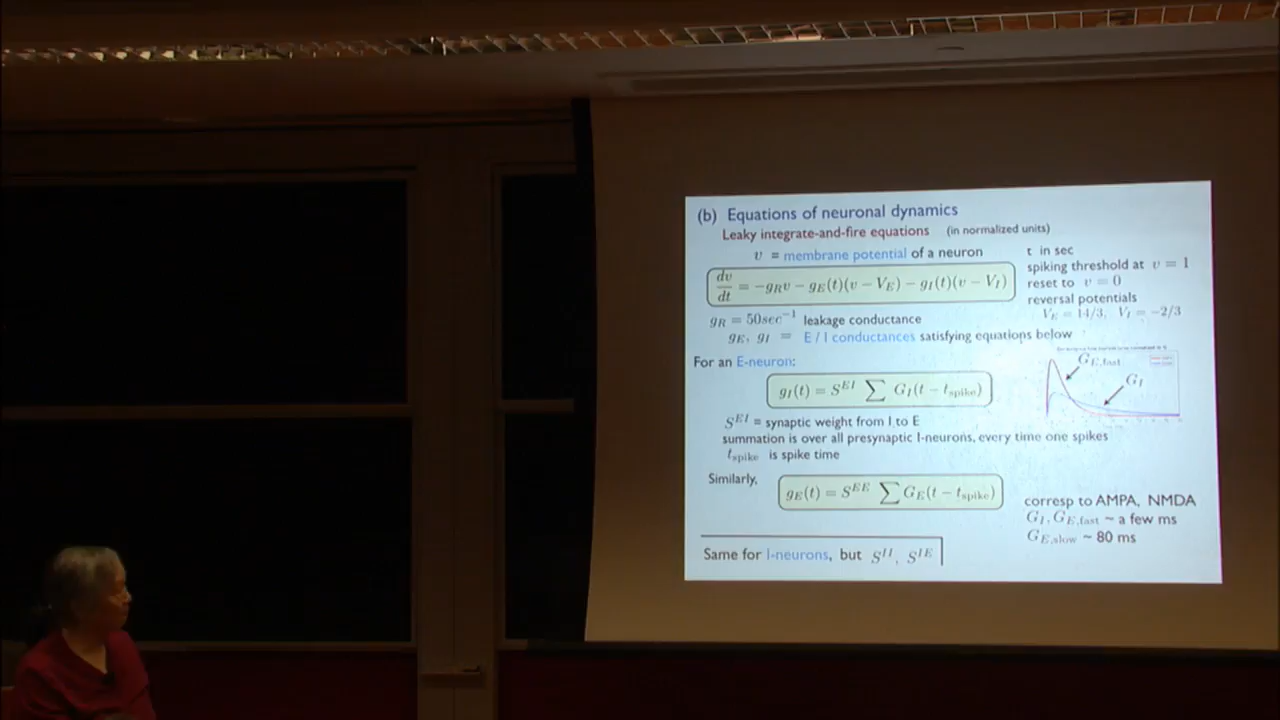 (b) Equations of neuronal dynamics
Leaky integrate-and-fire equations (in normalized units)
v = membrane potential of a neuron
dv/dt = −g_R v − g_E(t)(v − V_E) − g_I(t)(v − V_I)
t in sec
spiking threshold at v = 1
reset to v = 0
reversal potentials
V_E = 14/3, V_I = −2/3
g_R = 50sec^{−1} leakage conductance
g_E, g_I = E / I conductances satisfying equations below
For an E-neuron:
g_I(t) = S^{EI} ∑ G_I(t − t_spike)
G_{E,fast}
G_I
S^{EI} = synaptic weight from I to E
summation is over all presynaptic I-neurons, every time one spikes
t_spike is spike time
Similarly,
g_E(t) = S^{EE} ∑ G_E(t − t_spike)
corresp to AMPA, NMDA
G_I, G_{E,fast} ~ a few ms
G_{E,slow} ~ 80 ms
Same for I-neurons, but S^{II}, S^{IE}